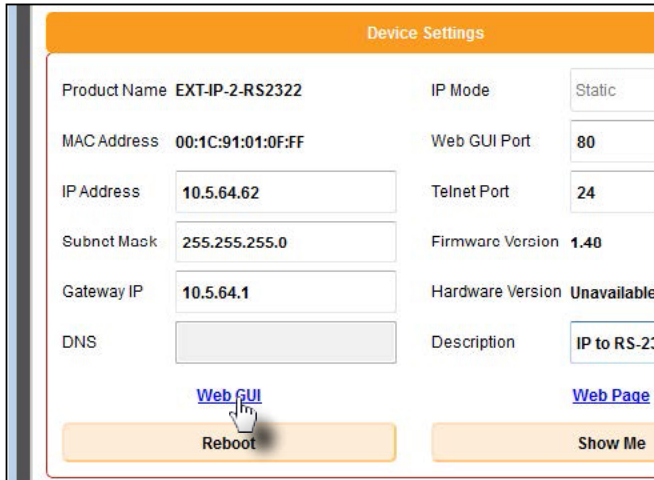 Device Settings
Product Name EXT-IP-2-RS2322 IP Mode Static
MAC Address 00:1C:91:01:0F:FF Web GUI Port 80
IP Address 10.5.64.62 Telnet Port 24
Subnet Mask 255.255.255.0 Firmware Version 1.40
Gateway IP 10.5.64.1 Hardware Version Unavailable
DNS Description IP to RS-23
Web GUI Web Page
Reboot Show Me